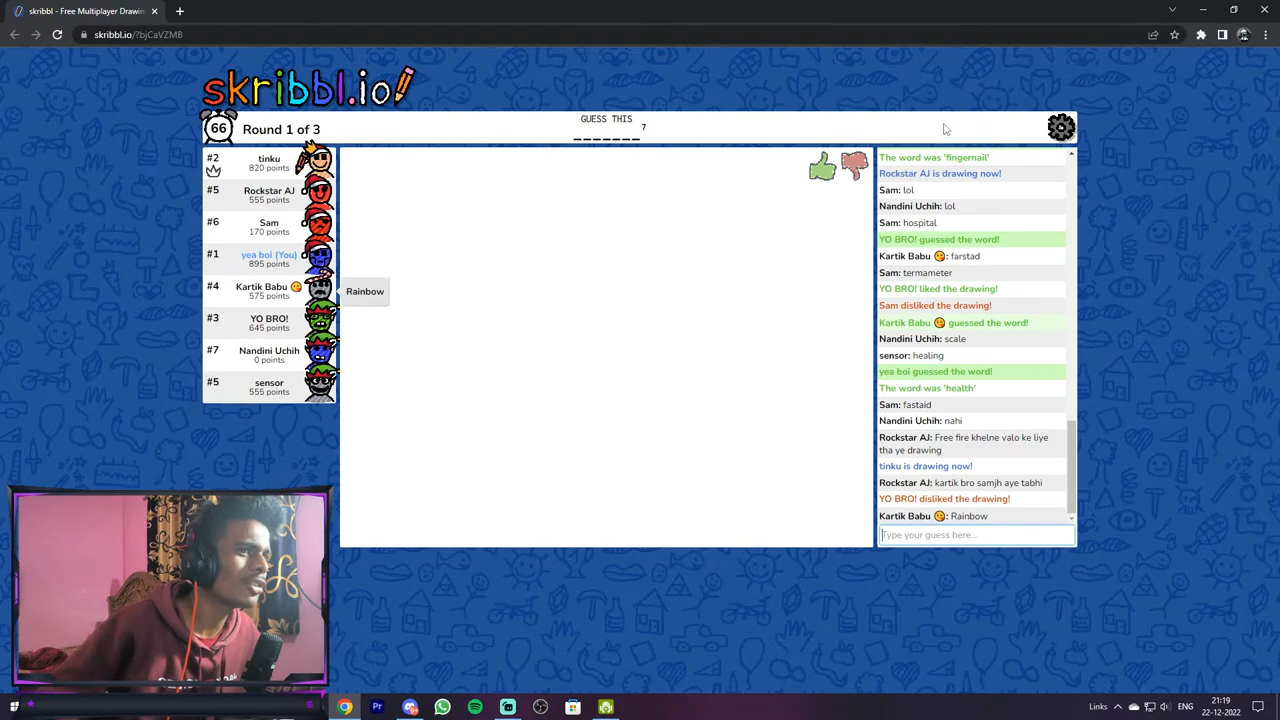 skribbl - Free Multiplayer Drawin
skribbl.io/?bjCaVZMB
skribbl.io
66
Round 1 of 3
GUESS THIS
_______ 7
#2 tinku
820 points
#5 Rockstar AJ
555 points
#6 Sam
170 points
#1 yea boi (You)
895 points
#4 Kartik Babu 😋
575 points
#3 YO BRO!
645 points
#7 Nandini Uchih
0 points
#5 sensor
555 points
Rainbow
The word was 'fingernail'
Rockstar AJ is drawing now!
Sam: lol
Nandini Uchih: lol
Sam: hospital
YO BRO! guessed the word!
Kartik Babu 😋: farstad
Sam: termameter
YO BRO! liked the drawing!
Sam disliked the drawing!
Kartik Babu 😋 guessed the word!
Nandini Uchih: scale
sensor: healing
yea boi guessed the word!
The word was 'health'
Sam: fastaid
Nandini Uchih: nahi
Rockstar AJ: Free fire khelne valo ke liye
tha ye drawing
tinku is drawing now!
Rockstar AJ: kartik bro samjh aye tabhi
YO BRO! disliked the drawing!
Kartik Babu 😋: Rainbow
Type your guess here...
Pr
Links
ENG
21:19
22-12-2022